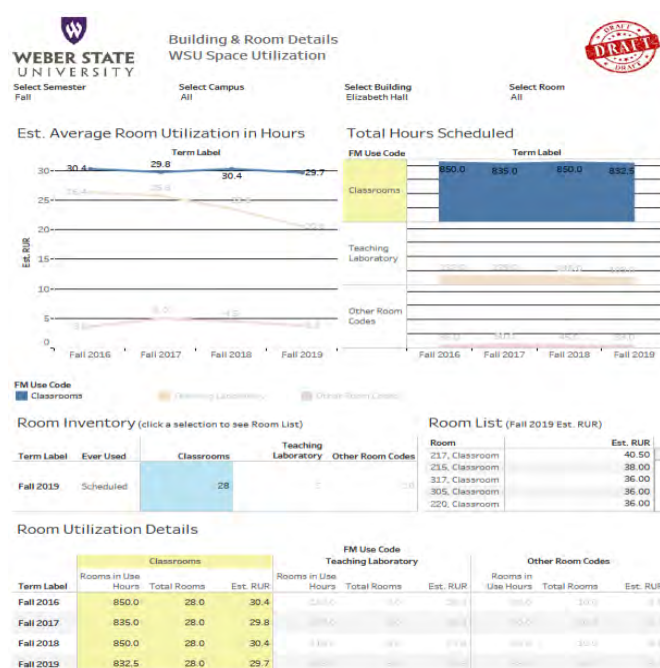 WEBER STATE
UNIVERSITY
Building & Room Details
WSU Space Utilization
DRAFT
DRAFT
DRAFT
Select Semester
Fall
Select Campus
All
Select Building
Elizabeth Hall
Select Room
All
Est. Average Room Utilization in Hours
Term Label
Est. RUR
30
25
20
15
10
5
0
30.4
29.8
30.4
29.7
Fall 2016
Fall 2017
Fall 2018
Fall 2019
Total Hours Scheduled
FM Use Code
Term Label
Classrooms
850.0
835.0
850.0
832.5
Teaching
Laboratory
Other Room
Codes
Fall 2016
Fall 2017
Fall 2018
Fall 2019
FM Use Code
Classrooms
Teaching Laboratory
Other Room Codes
Room Inventory (click a selection to see Room List)
Term Label Ever Used Classrooms Teaching Laboratory Other Room Codes
Fall 2019 Scheduled 28
Room List (Fall 2019 Est. RUR)
Room Est. RUR
217, Classroom 40.50
215, Classroom 38.00
317, Classroom 36.00
305, Classroom 36.00
220, Classroom 36.00
Room Utilization Details
FM Use Code
Classrooms Teaching Laboratory Other Room Codes
Term Label Rooms in Use Hours Total Rooms Est. RUR Rooms in Use Hours Total Rooms Est. RUR Rooms in Use Hours Total Rooms Est. RUR
Fall 2016 850.0 28.0 30.4
Fall 2017 835.0 28.0 29.8
Fall 2018 850.0 28.0 30.4
Fall 2019 832.5 28.0 29.7